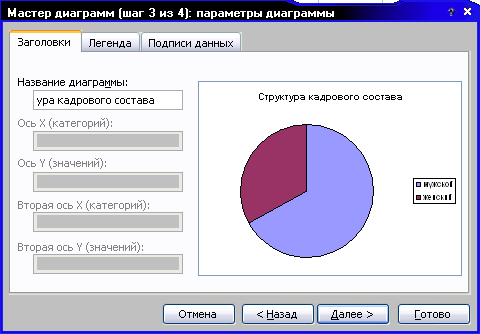 Мастер диаграмм (шаг 3 из 4): параметры диаграммы
Заголовки
Легенда
Подписи данных
Название диаграммы:
ура кадрового состава
Ось X (категорий):
Ось Y (значений):
Вторая ось X (категорий):
Вторая ось Y (значений):
Структура кадрового состава
мужской
женский
Отмена
< Назад
Далее >
Готово